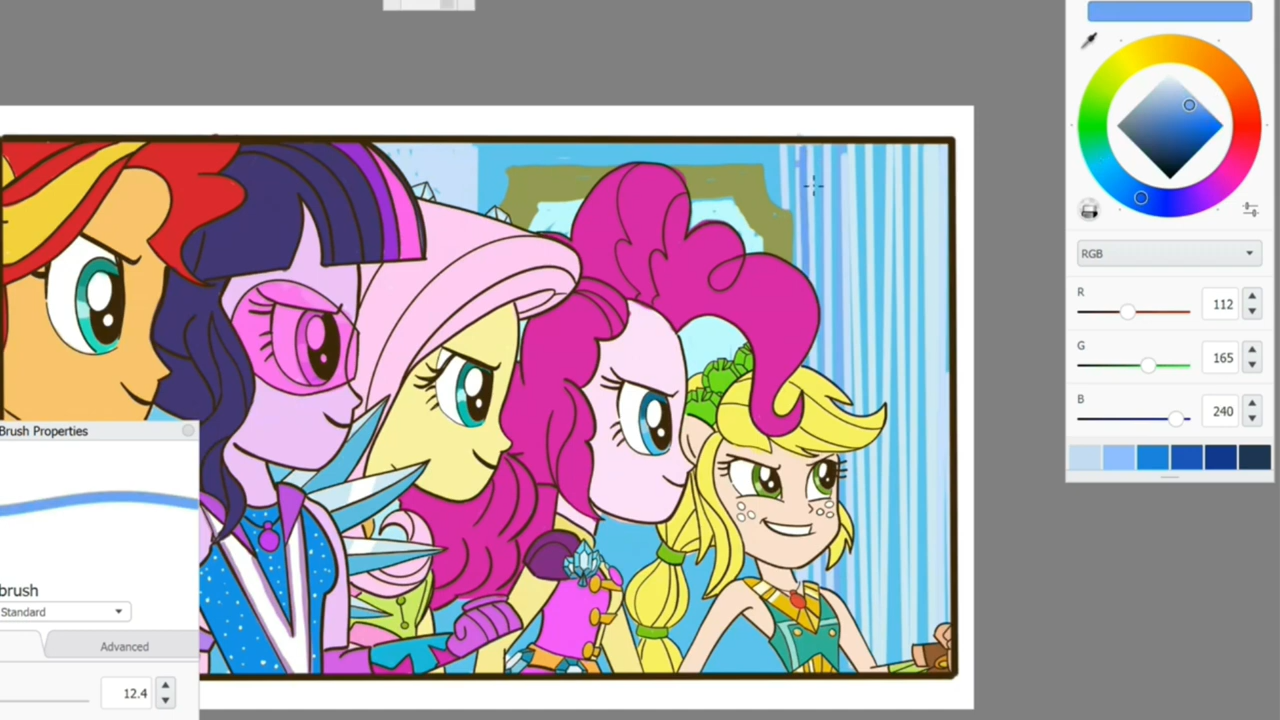 RGB
R
112
G
165
B
240
Brush Properties
brush
Standard
Advanced
12.4